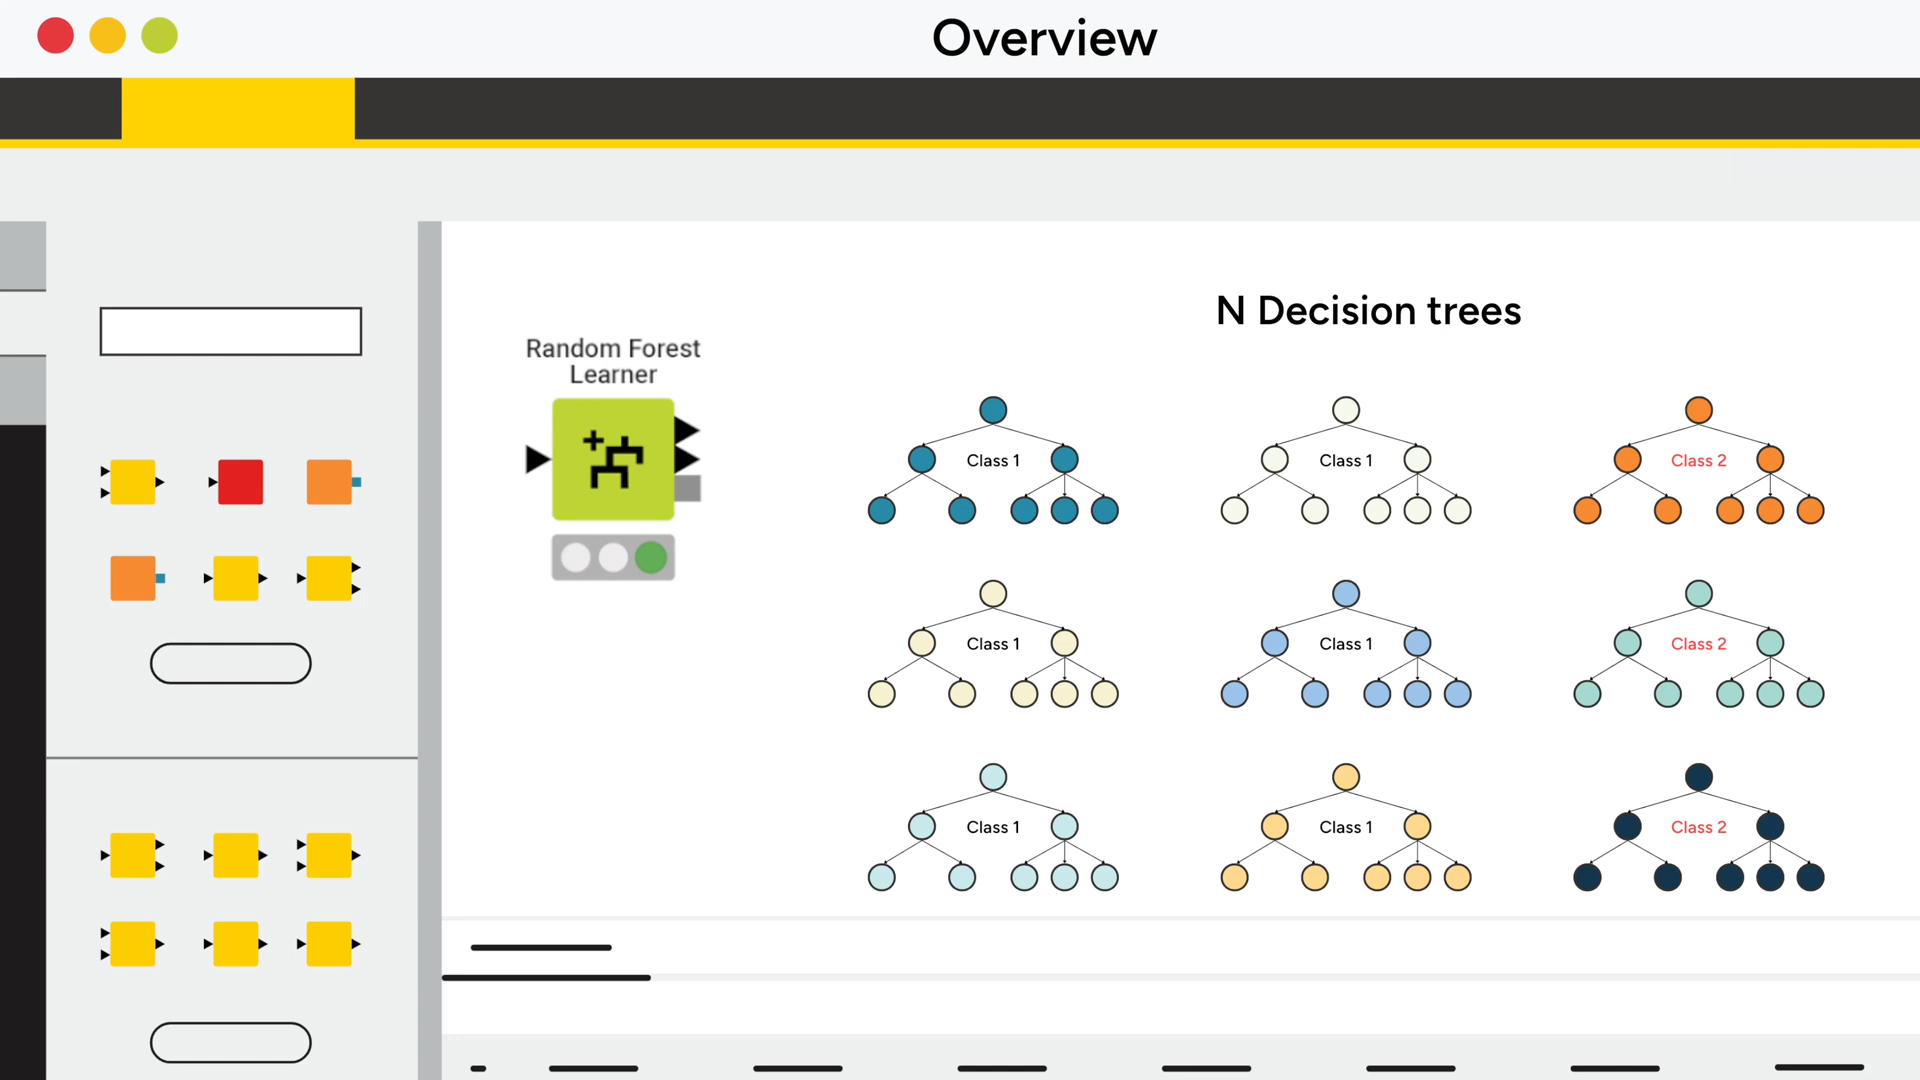 Overview
N Decision trees
Random Forest
Learner
Class 1
Class 1
Class 2
Class 1
Class 1
Class 2
Class 1
Class 1
Class 2